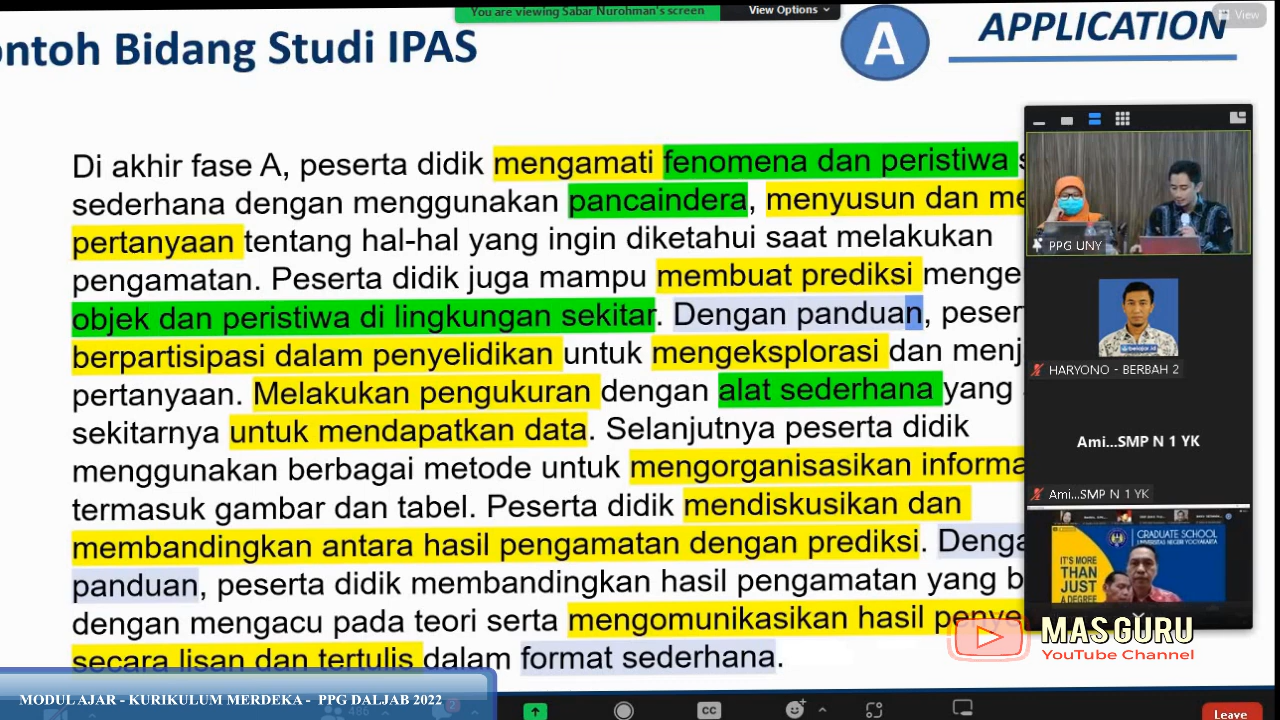 You are viewing Sabar Nurohman's screen
View Options
View
ontoh Bidang Studi IPAS
A
APPLICATION
Di akhir fase A, peserta didik mengamati fenomena dan peristiwa s
sederhana dengan menggunakan pancaindera, menyusun dan me
pertanyaan tentang hal-hal yang ingin diketahui saat melakukan
pengamatan. Peserta didik juga mampu membuat prediksi menge
objek dan peristiwa di lingkungan sekitar. Dengan panduan, peser
berpartisipasi dalam penyelidikan untuk mengeksplorasi dan menj
pertanyaan. Melakukan pengukuran dengan alat sederhana yang
sekitarnya untuk mendapatkan data. Selanjutnya peserta didik
menggunakan berbagai metode untuk mengorganisasikan informa
termasuk gambar dan tabel. Peserta didik mendiskusikan dan
membandingkan antara hasil pengamatan dengan prediksi. Denga
panduan, peserta didik membandingkan hasil pengamatan yang b
dengan mengacu pada teori serta mengomunikasikan hasil penye
secara lisan dan tertulis dalam format sederhana.
PPG UNY
HARYONO - BERBAH 2
Ami...SMP N 1 YK
Ami...SMP N 1 YK
GRADUATE SCHOOL
UNIVERSITAS NEGERI YOGYAKARTA
IT'S MORE
THAN
JUST
A DEGREE
MAS GURU
YouTube Channel
MODUL AJAR - KURIKULUM MERDEKA - PPG DALJAB 2022
486
2
CC
Leave